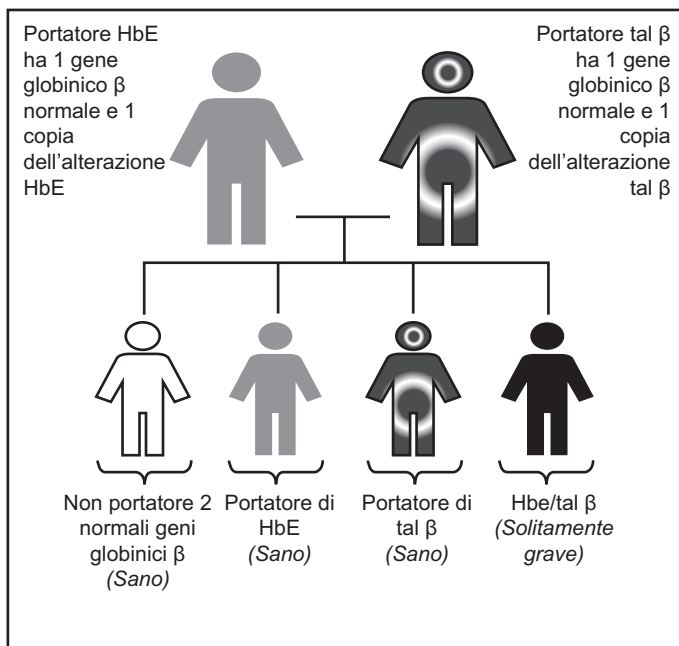 Portatore HbE
ha 1 gene
globinico β
normale e 1
copia
dell’alterazione
HbE
Portatore tal β
ha 1 gene
globinico β
normale e 1
copia
dell’alterazione
tal β
Non portatore 2
normali geni
globinici β
(Sano)
Portatore di
HbE
(Sano)
Portatore di
tal β
(Sano)
Hbe/tal β
(Solitamente
grave)